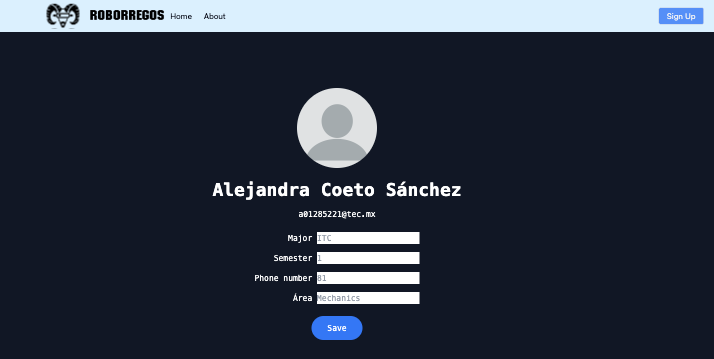 ROBORREGOS Home About Sign Up
Alejandra Coeto Sánchez
a01285221@tec.mx
Major ITC
Semester 1
Phone number 81
Área Mechanics
Save